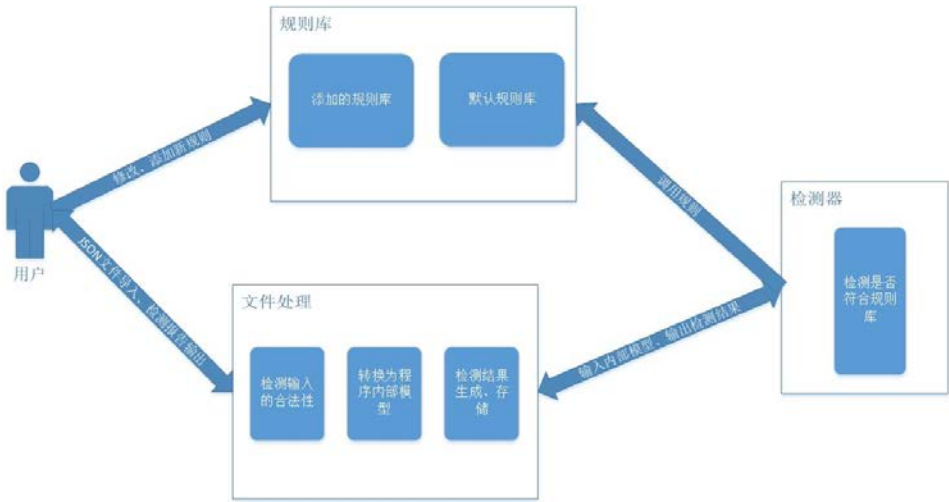 规则库
添加的规则库
默认规则库
修改、添加新规则
调用规则
用户
JSON文件导入、检测报告输出
检测器
检测是否
符合规则
库
文件处理
检测输入
的合法性
转换为程
序内部模
型
检测结果
生成、存
储
输入内部模型、输出检测结果